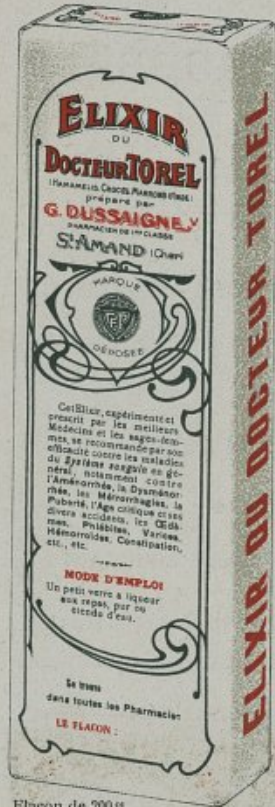 ELIXIR
DU
DOCTEUR TOREL
(HAMAMELIS, CROCUS, MARRONS D'INDE)
préparé par
G. DUSSAIGNE
PHARMACIEN DE 1ère CLASSE
St AMAND (Cher)
MARQUE
DÉPOSÉE
Cet Elixir, expérimenté et
prescrit par les meilleurs
Médecins et les sages-fem-
mes, se recommande par son
efficacité contre les maladies
du Système sanguin en gé-
néral, notamment contre
l'Aménorrhée, la Dysménor-
rhée, les Métrorrhagies, la
Puberté, l'Age critique et ses
divers accidents, les Œdè-
mes, Phlébites, Varices,
Hémorroïdes, Constipation,
etc., etc.
MODE D'EMPLOI
Un petit verre à liqueur
aux repas, pur ou
étendu d'eau.
Se trouve
dans toutes les Pharmacies
LE FLACON :
ELIXIR DU DOCTEUR TOREL
Flacon de 200